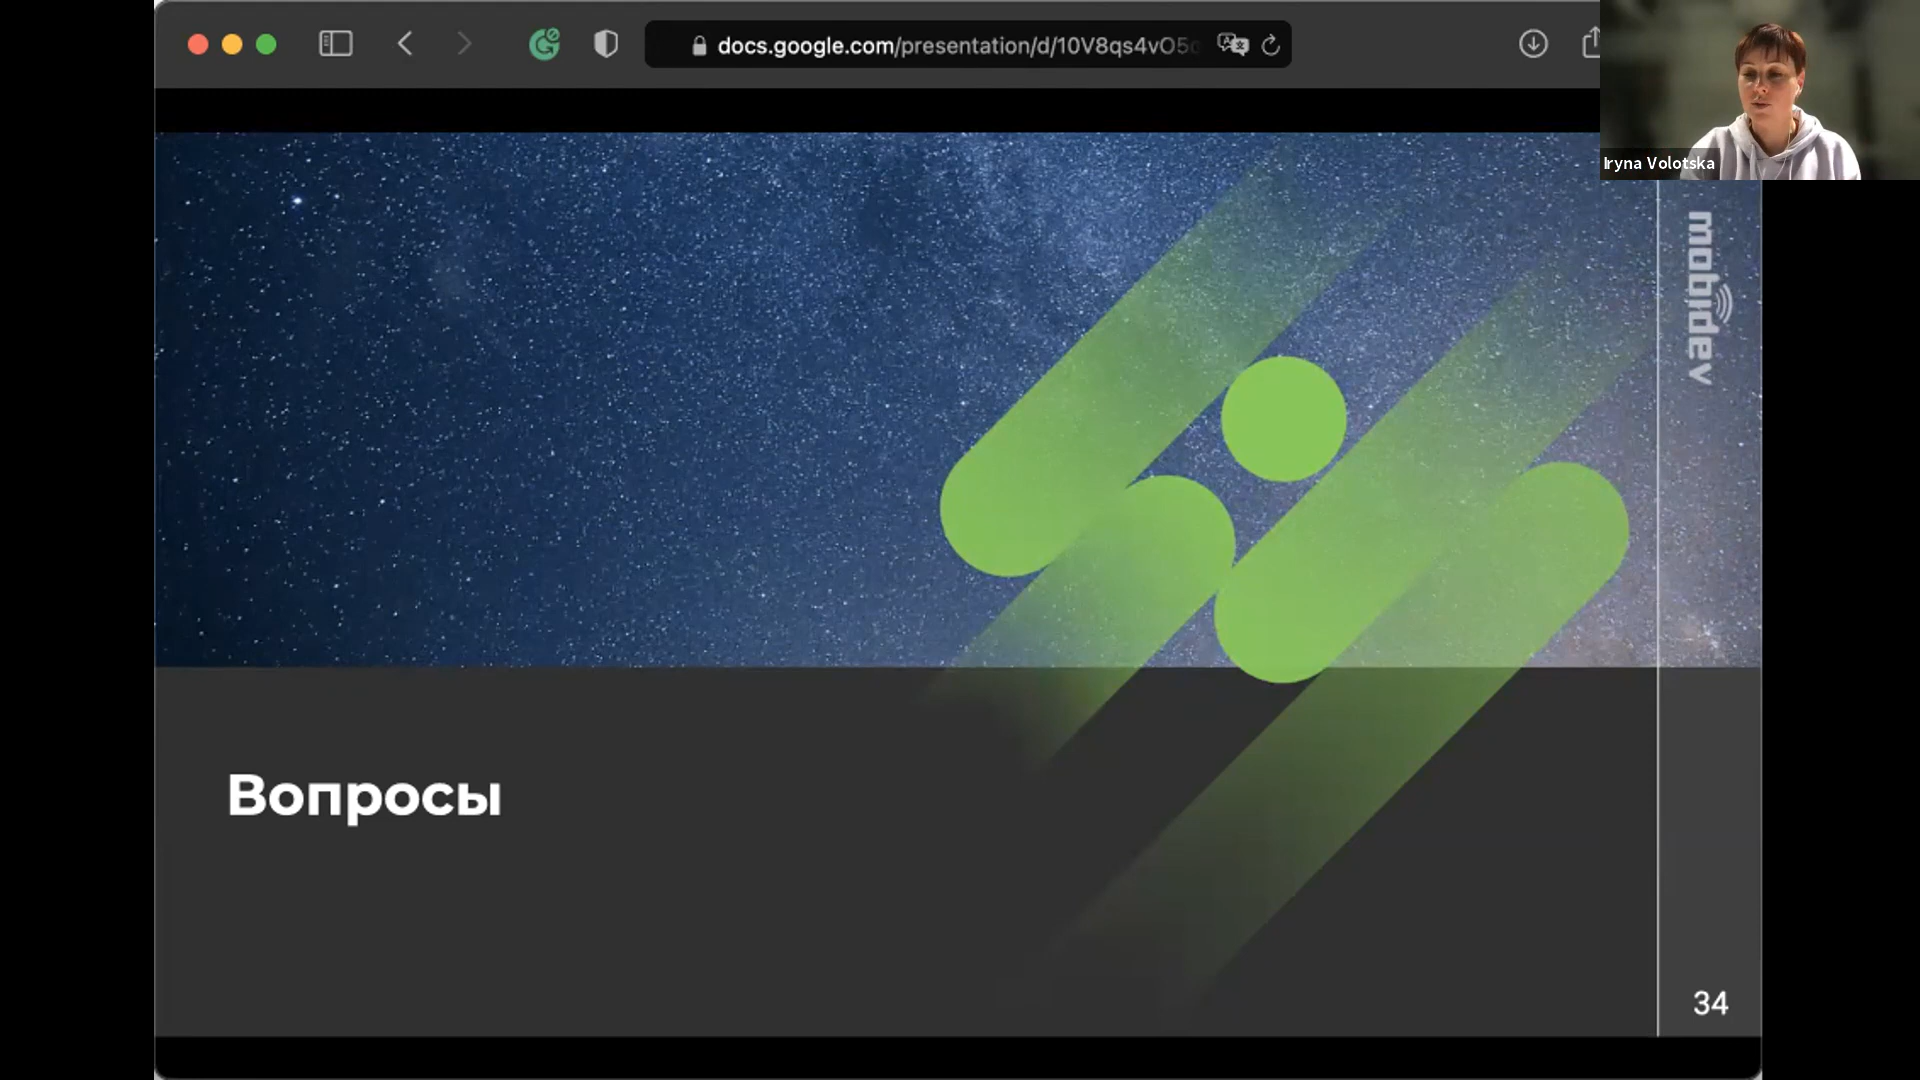 docs.google.com/presentation/d/10V8qs4vO5
Iryna Volotska
mobidev
Вопросы
34